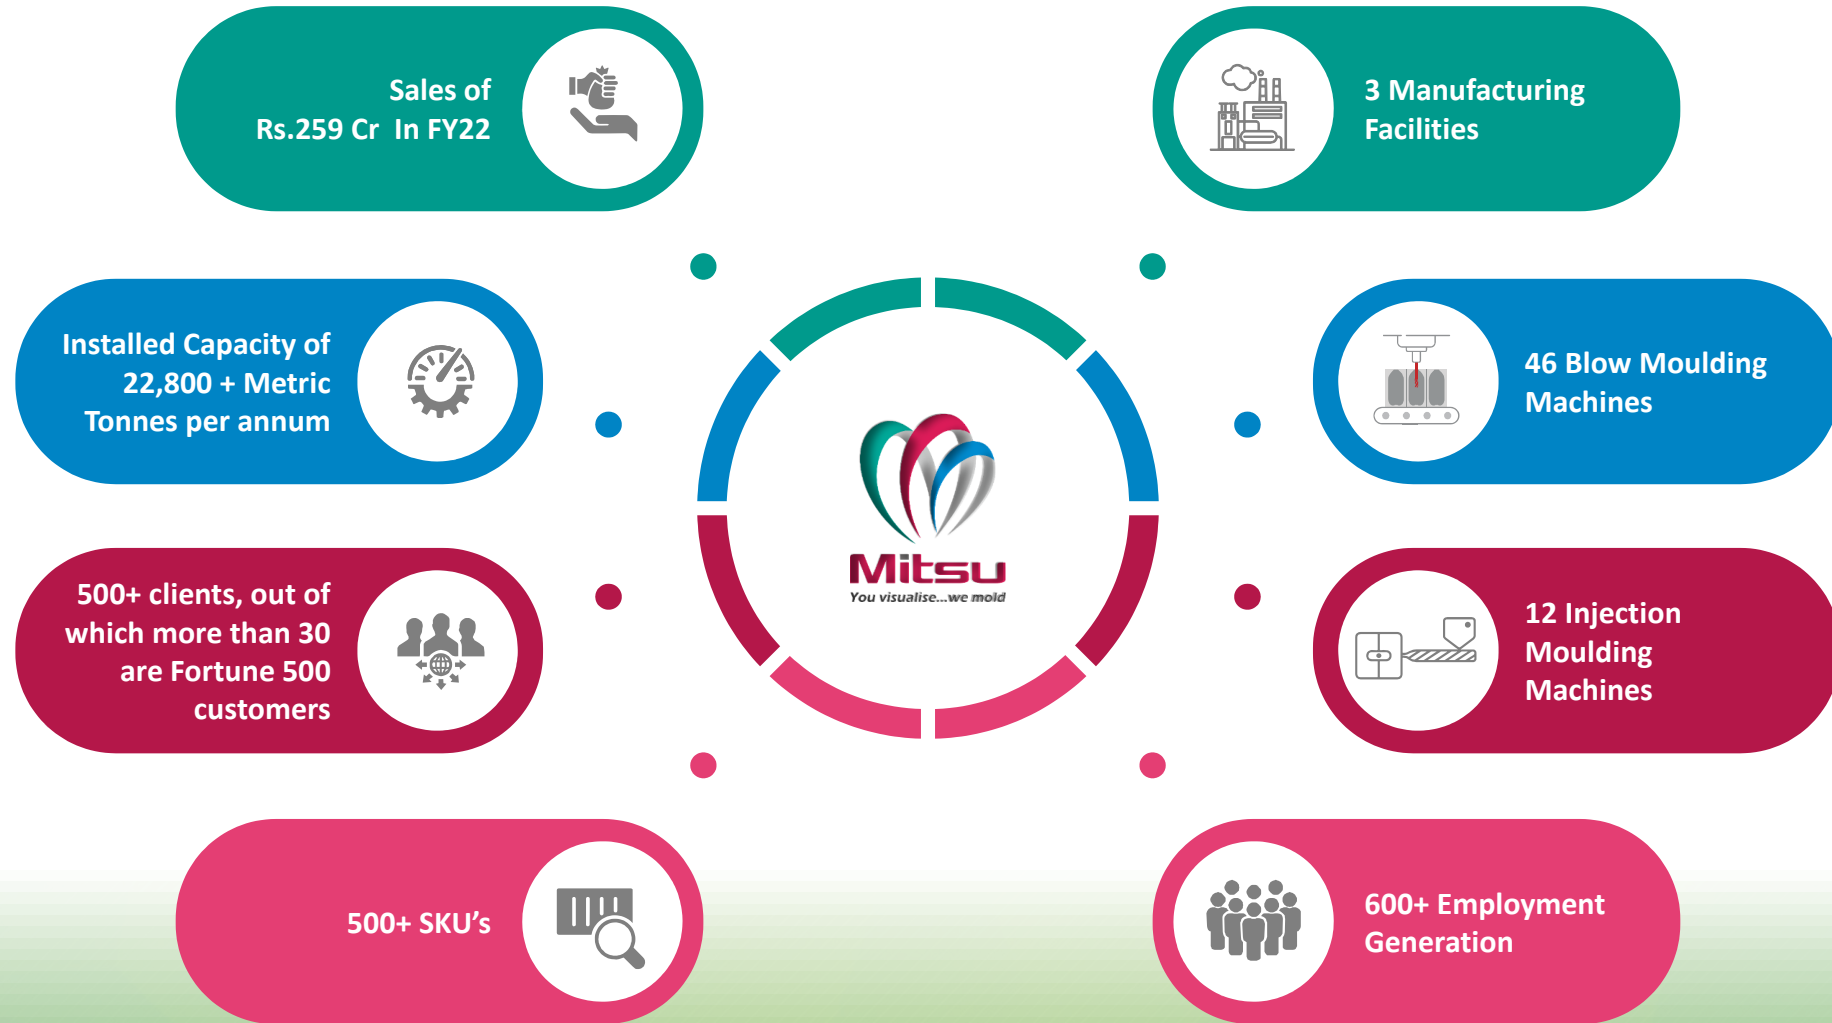 Sales of
Rs.259 Cr In FY22
3 Manufacturing
Facilities
Installed Capacity of
22,800 + Metric
Tonnes per annum
46 Blow Moulding
Machines
Mitsu
You visualise...we mold
500+ clients, out of
which more than 30
are Fortune 500
customers
12 Injection
Moulding
Machines
500+ SKU's
600+ Employment
Generation